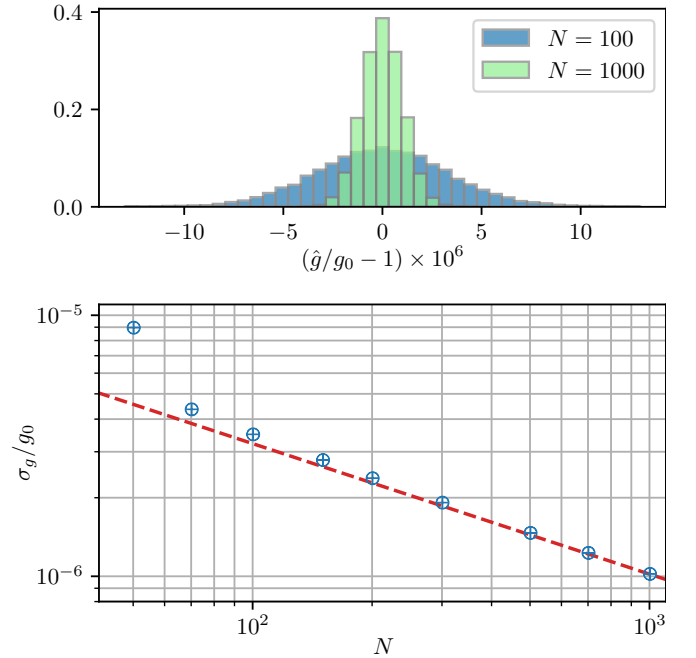 0.4
0.2
0.0
N = 100
N = 1000
−10 −5 0 5 10
(ĝ/g₀ − 1) × 10⁶
10⁻⁵
10⁻⁶
σ_g/g₀
10² 10³
N